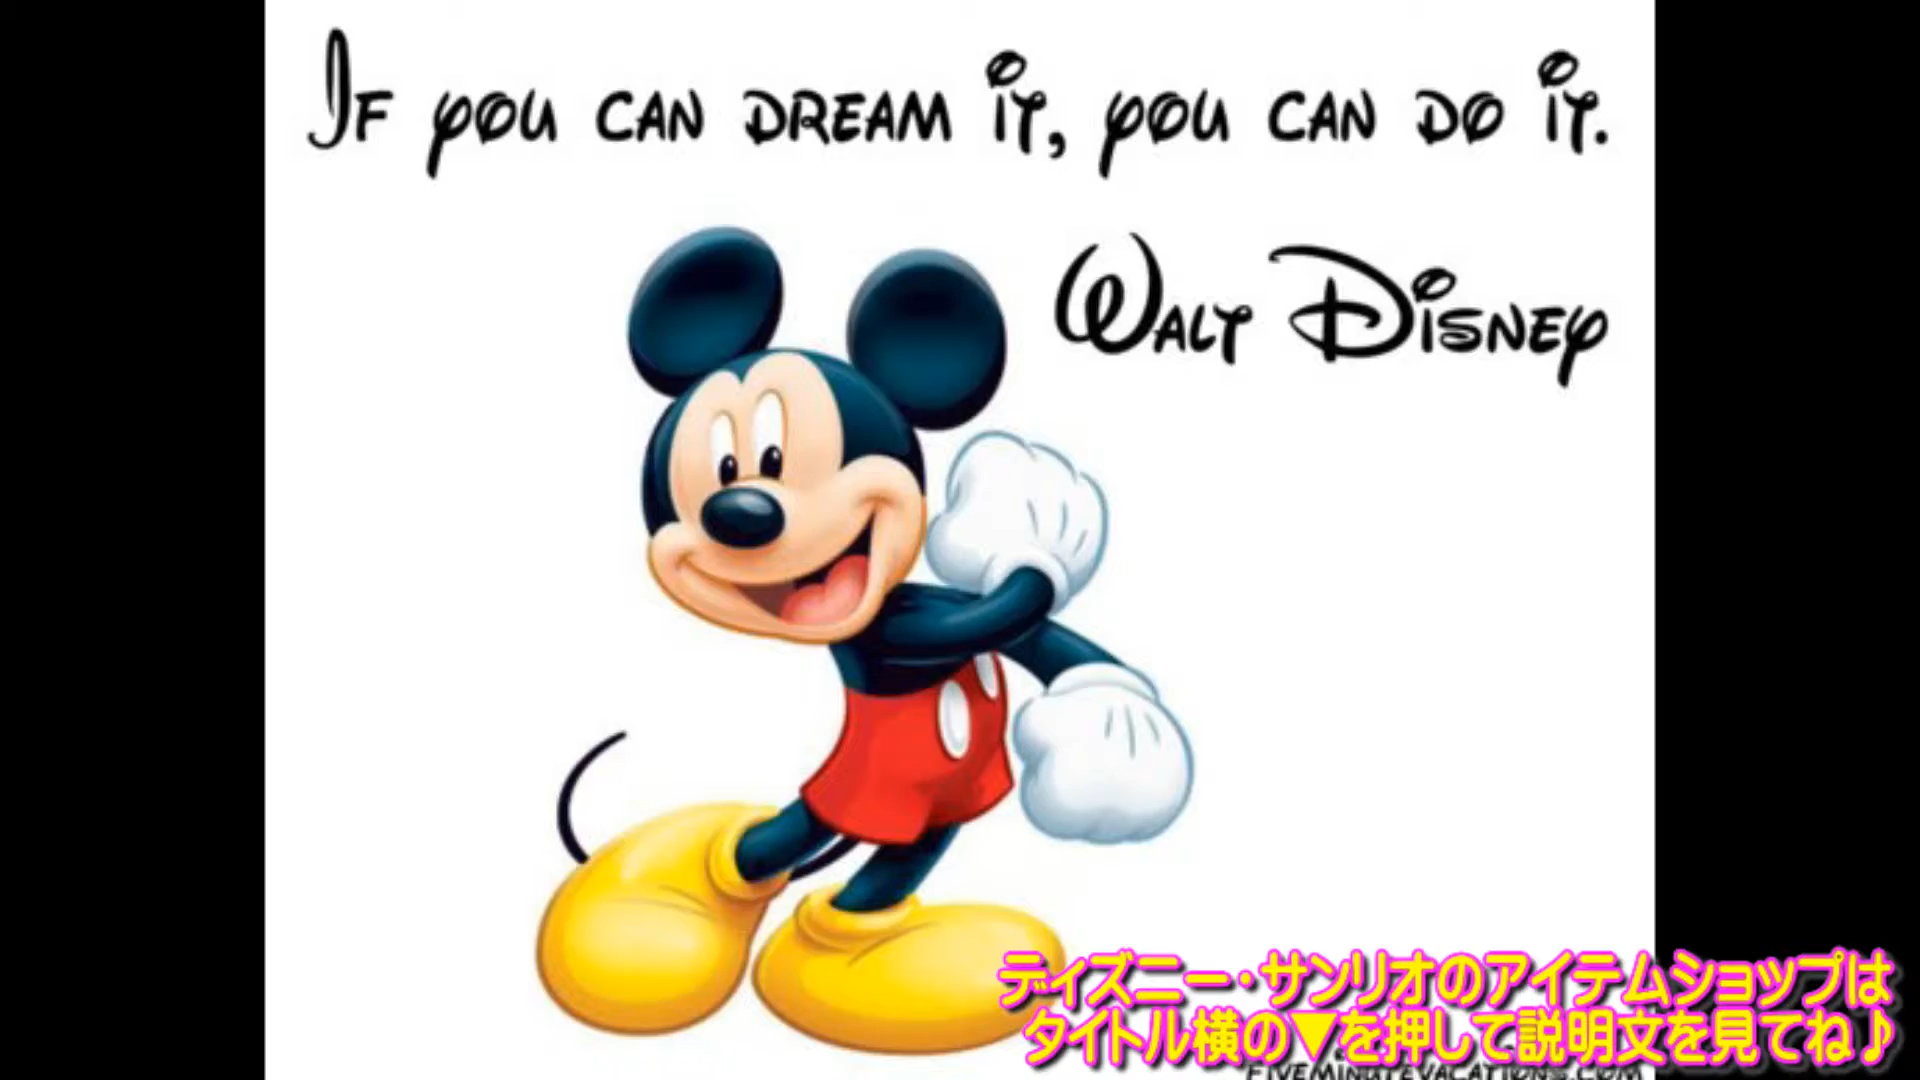 If you can dream it, you can do it.
Walt Disney
ディズニー・サンリオのアイテムショップは
タイトル横の▼を押して説明文を見てね♪
FIVEMINUTEVACATIONS.COM